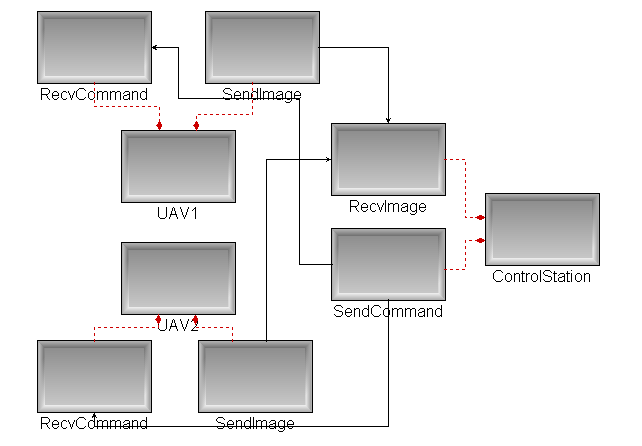 RecvCommand
SendImage
UAV1
RecvImage
ControlStation
SendCommand
UAV2
RecvCommand
SendImage